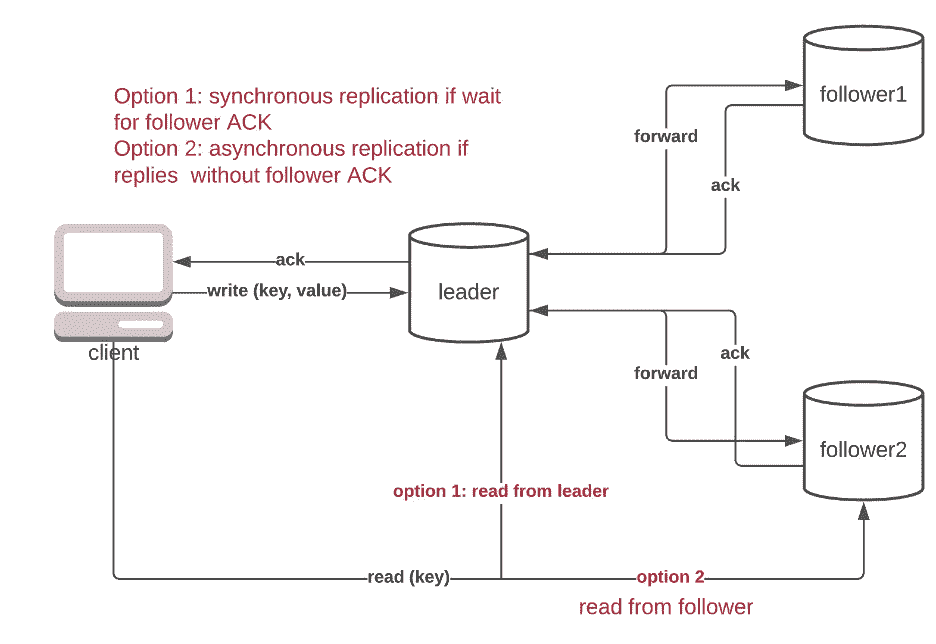 follower1
Option 1: synchronous replication if wait
for follower ACK
Option 2: asynchronous replication if
replies without follower ACK
forward
ack
ack
write (key, value)
leader
client
forward
ack
follower2
option 1: read from leader
read (key)
option 2
read from follower